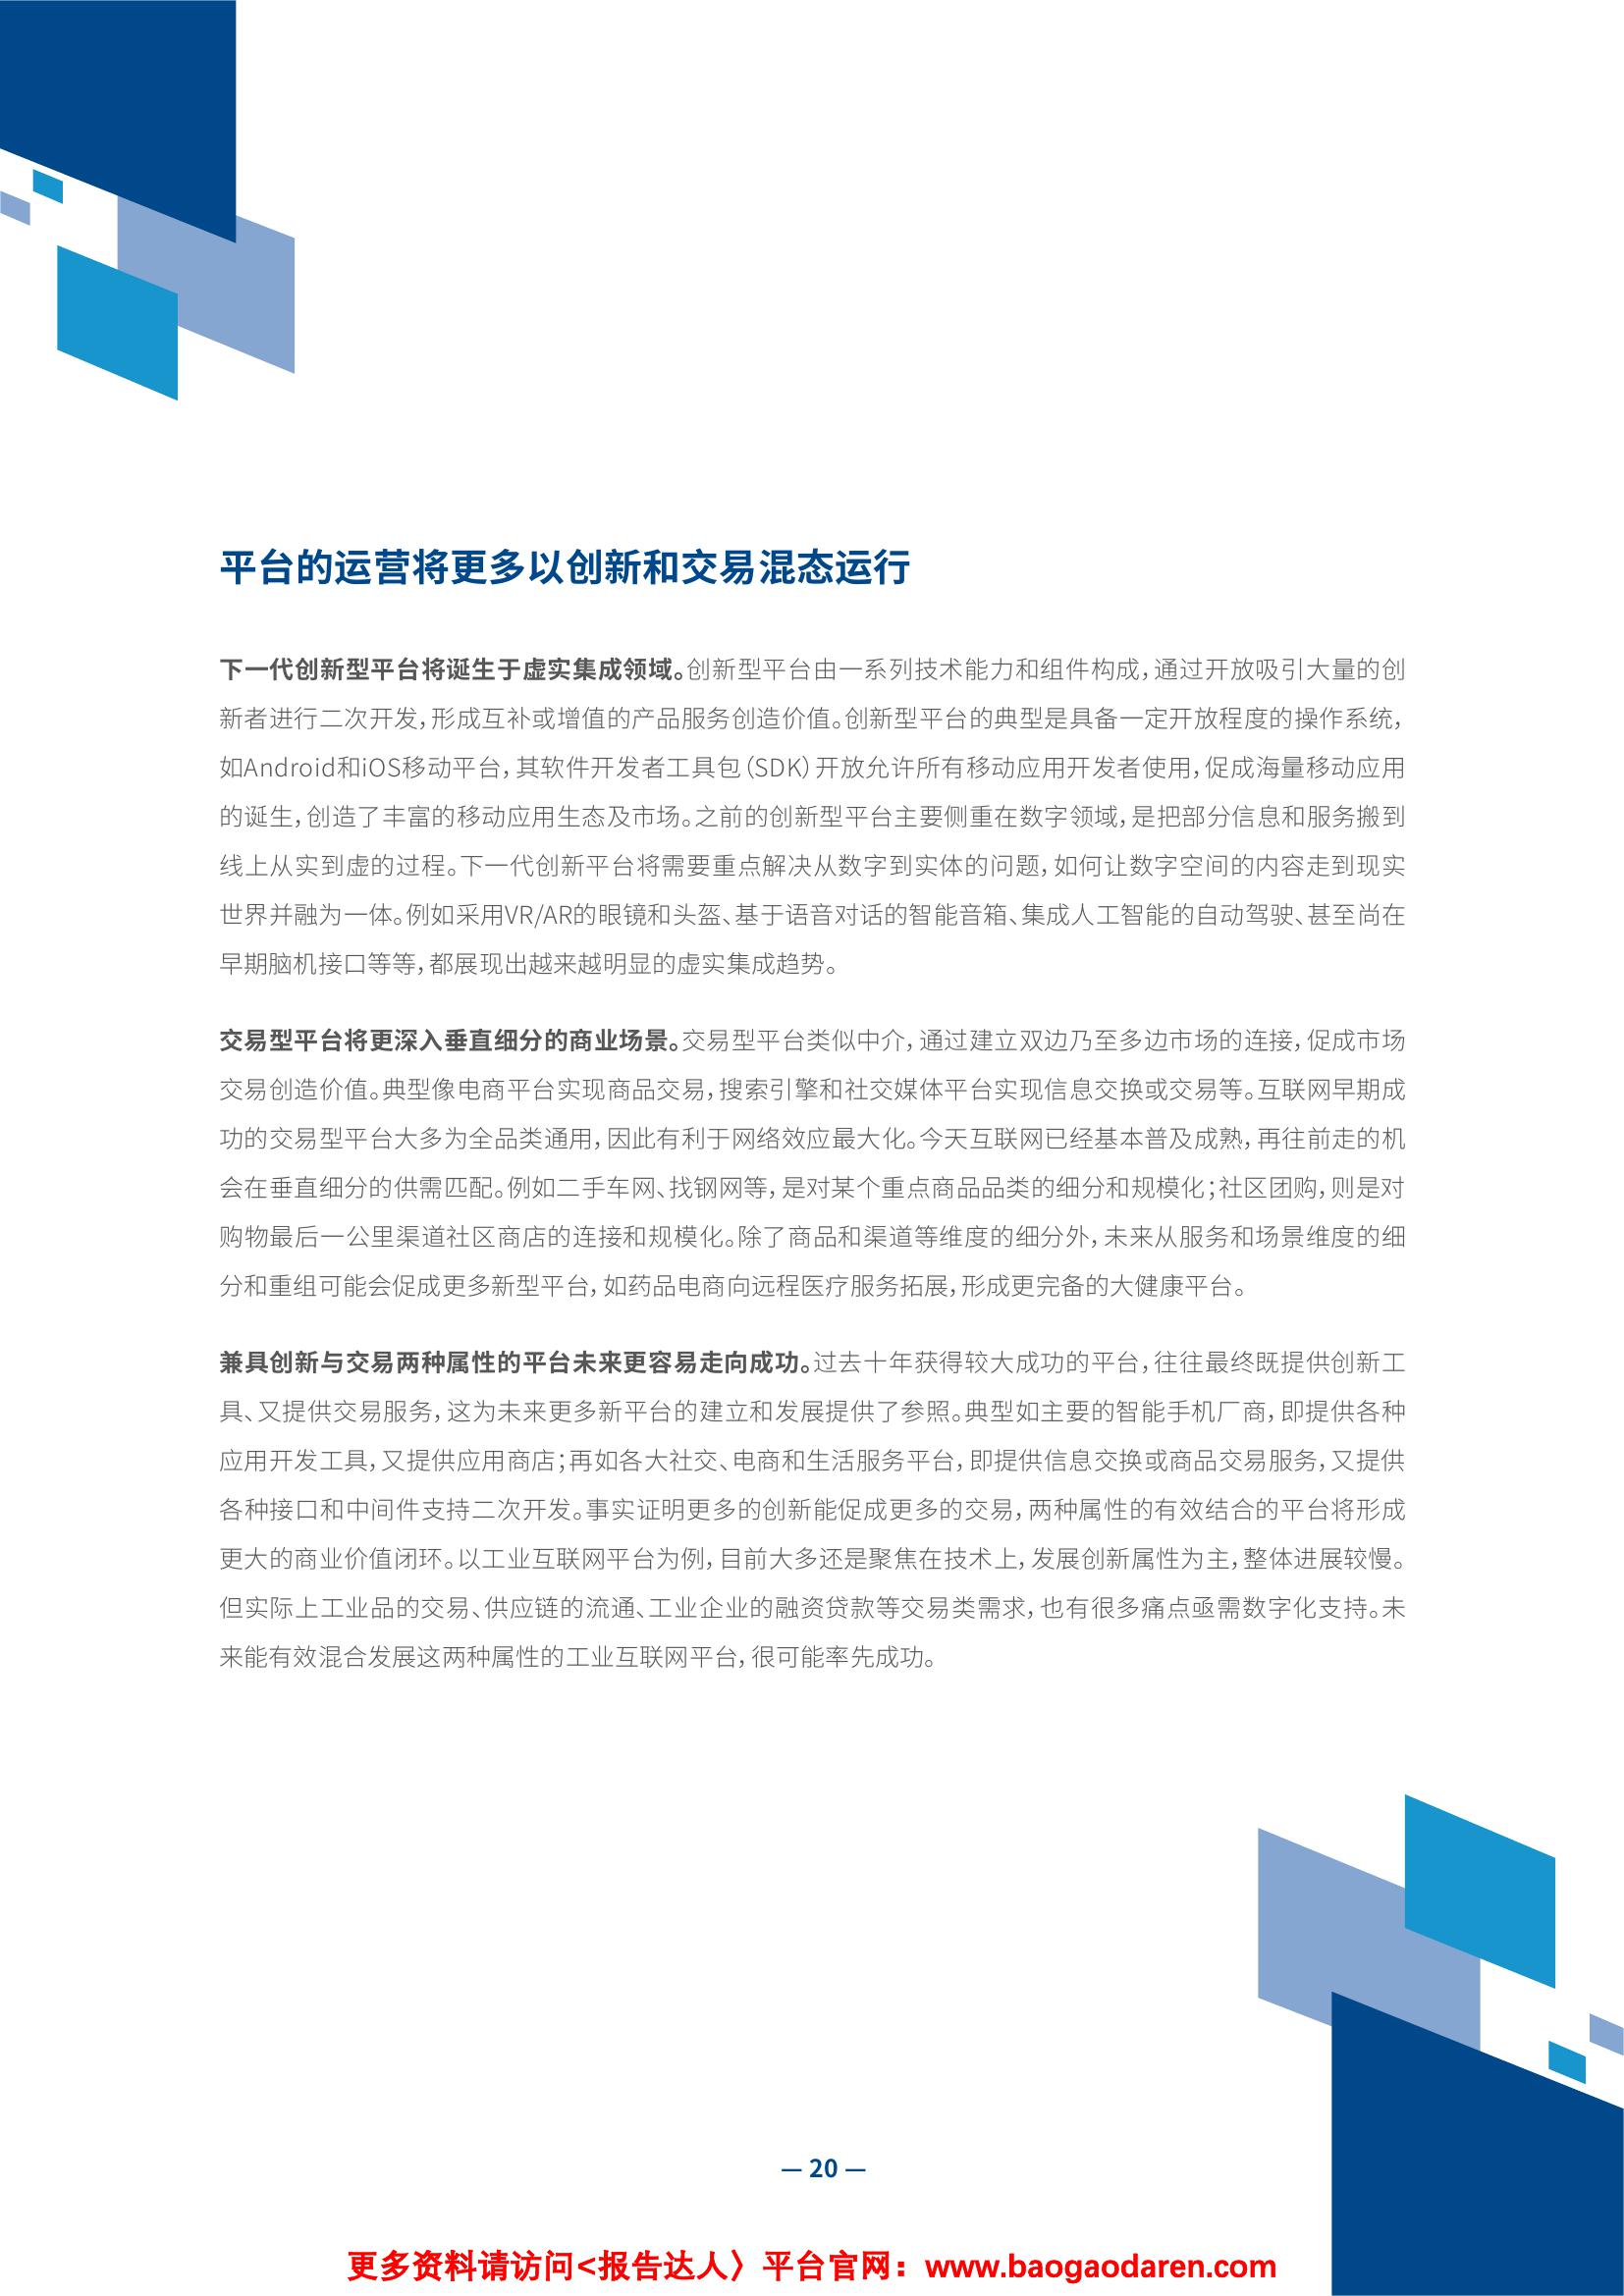 平台的运营将更多以创新和交易混态运行
下一代创新型平台将诞生于虚实集成领域。创新型平台由一系列技术能力和组件构成，通过开放吸引大量的创
新者进行二次开发，形成互补或增值的产品服务创造价值。创新型平台的典型是具备一定开放程度的操作系统，
如Android和iOS移动平台，其软件开发者工具包（SDK）开放允许所有移动应用开发者使用，促成海量移动应用
的诞生，创造了丰富的移动应用生态及市场。之前的创新型平台主要侧重在数字领域，是把部分信息和服务搬到
线上从实到虚的过程。下一代创新平台将需要重点解决从数字到实体的问题，如何让数字空间的内容走到现实
世界并融为一体。例如采用VR/AR的眼镜和头盔、基于语音对话的智能音箱、集成人工智能的自动驾驶、甚至尚在
早期脑机接口等等，都展现出越来越明显的虚实集成趋势。
交易型平台将更深入垂直细分的商业场景。交易型平台类似中介，通过建立双边乃至多边市场的连接，促成市场
交易创造价值。典型像电商平台实现商品交易，搜索引擎和社交媒体平台实现信息交换或交易等。互联网早期成
功的交易型平台大多为全品类通用，因此有利于网络效应最大化。今天互联网已经基本普及成熟，再往前走的机
会在垂直细分的供需匹配。例如二手车网、找钢网等，是对某个重点商品品类的细分和规模化；社区团购，则是对
购物最后一公里渠道社区商店的连接和规模化。除了商品和渠道等维度的细分外，未来从服务和场景维度的细
分和重组可能会促成更多新型平台，如药品电商向远程医疗服务拓展，形成更完备的大健康平台。
兼具创新与交易两种属性的平台未来更容易走向成功。过去十年获得较大成功的平台，往往最终既提供创新工
具、又提供交易服务，这为未来更多新平台的建立和发展提供了参照。典型如主要的智能手机厂商，即提供各种
应用开发工具，又提供应用商店；再如各大社交、电商和生活服务平台，即提供信息交换或商品交易服务，又提供
各种接口和中间件支持二次开发。事实证明更多的创新能促成更多的交易，两种属性的有效结合的平台将形成
更大的商业价值闭环。以工业互联网平台为例，目前大多还是聚焦在技术上，发展创新属性为主，整体进展较慢。
但实际上工业品的交易、供应链的流通、工业企业的融资贷款等交易类需求，也有很多痛点亟需数字化支持。未
来能有效混合发展这两种属性的工业互联网平台，很可能率先成功。
— 20 —
更多资料请访问<报告达人〉平台官网：www.baogaodaren.com